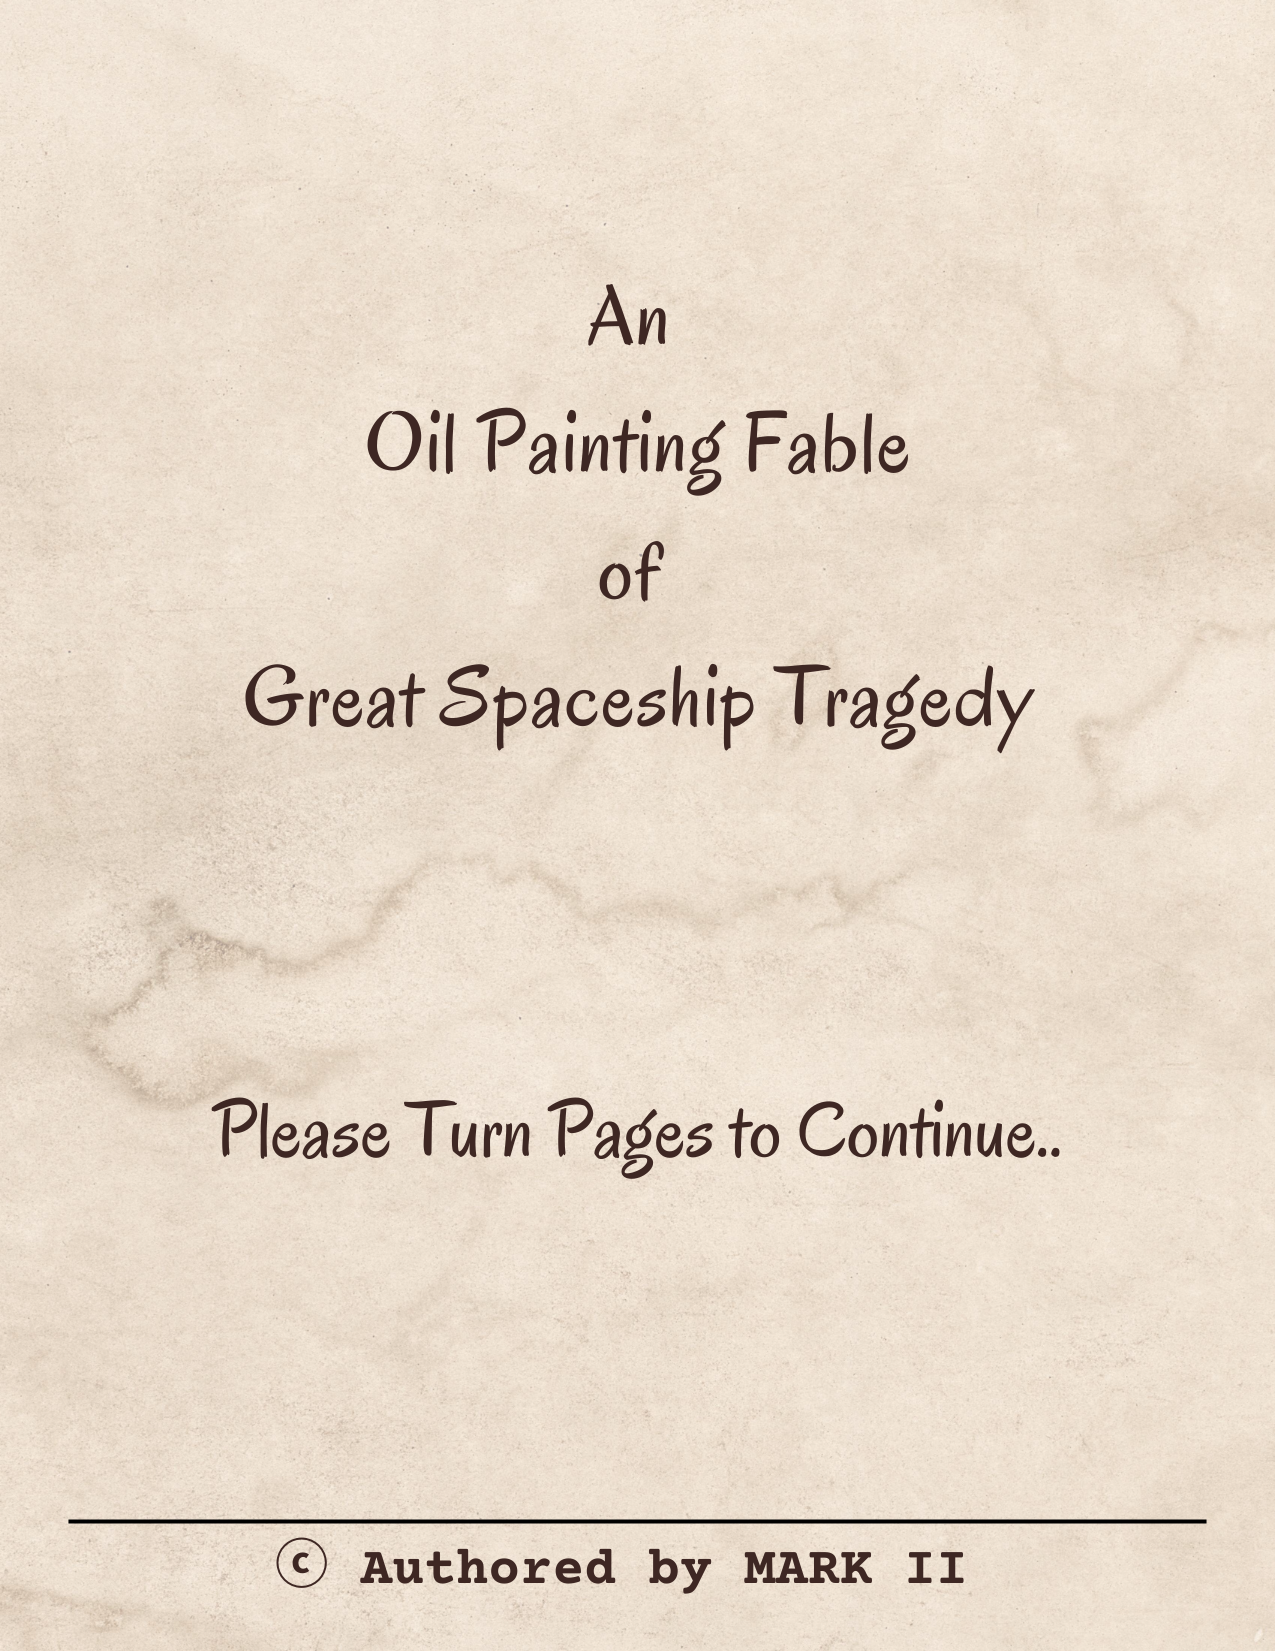 An
Oil Painting Fable
of
Great Spaceship Tragedy
Please Turn Pages to Continue..
© Authored by MARK II